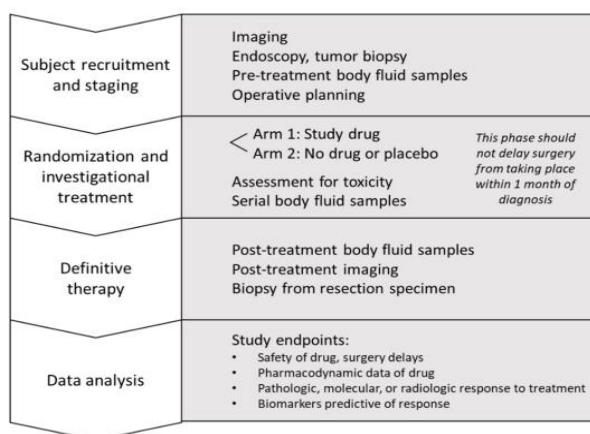 Subject recruitment
and staging
Imaging
Endoscopy, tumor biopsy
Pre-treatment body fluid samples
Operative planning
Randomization and
investigational
treatment
Arm 1: Study drug
Arm 2: No drug or placebo
Assessment for toxicity
Serial body fluid samples
This phase should
not delay surgery
from taking place
within 1 month of
diagnosis
Definitive
therapy
Post-treatment body fluid samples
Post-treatment imaging
Biopsy from resection specimen
Data analysis
Study endpoints:
• Safety of drug, surgery delays
• Pharmacodynamic data of drug
• Pathologic, molecular, or radiologic response to treatment
• Biomarkers predictive of response